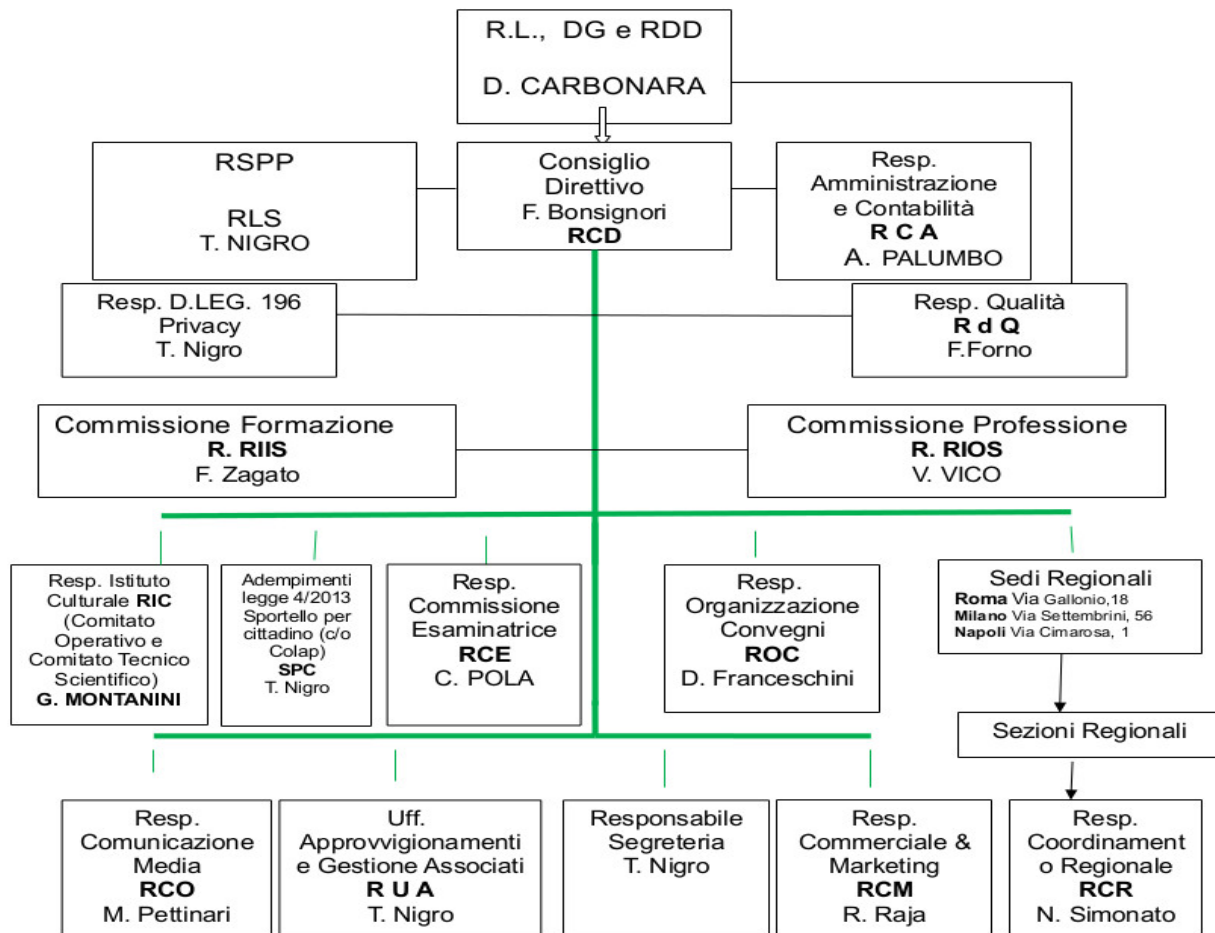 R.L., DG e RDD
D. CARBONARA
RSPP
RLS
T. NIGRO
Consiglio
Direttivo
F. Bonsignori
RCD
Resp.
Amministrazione
e Contabilità
R C A
A. PALUMBO
Resp. D.LEG. 196
Privacy
T. Nigro
Resp. Qualità
R d Q
F.Forno
Commissione Formazione
R. RIIS
F. Zagato
Commissione Professione
R. RIOS
V. VICO
Resp. Istituto
Culturale RIC
(Comitato
Operativo e
Comitato Tecnico
Scientifico)
G. MONTANINI
Adempimenti
legge 4/2013
Sportello per
cittadino (c/o
Colap)
SPC
T. Nigro
Resp.
Commissione
Esaminatrice
RCE
C. POLA
Resp.
Organizzazione
Convegni
ROC
D. Franceschini
Sedi Regionali
Roma Via Gallonio,18
Milano Via Settembrini, 56
Napoli Via Cimarosa, 1
Sezioni Regionali
Resp.
Comunicazione
Media
RCO
M. Pettinari
Uff.
Approvvigionamenti
e Gestione Associati
R U A
T. Nigro
Responsabile
Segreteria
T. Nigro
Resp.
Commerciale &
Marketing
RCM
R. Raja
Resp.
Coordinament
o Regionale
RCR
N. Simonato